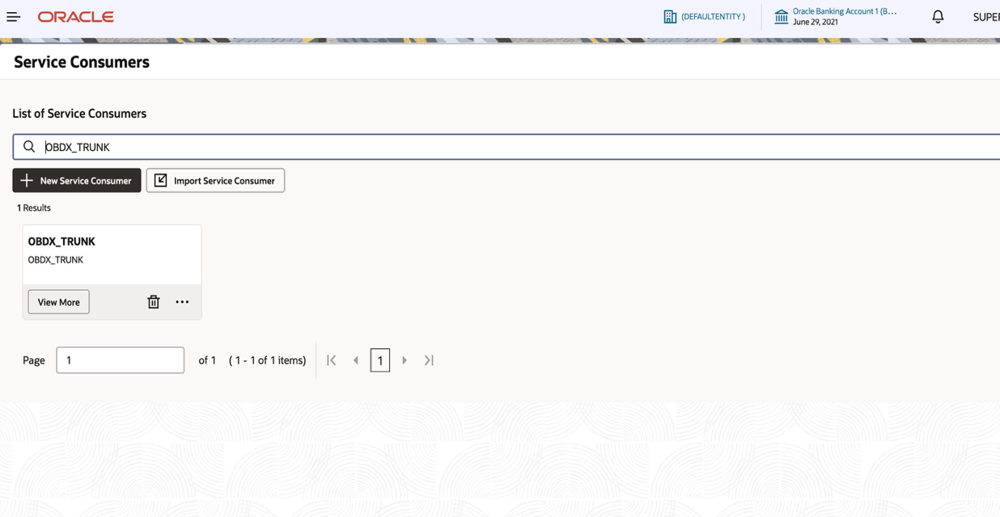 ORACLE
(DEFAULTENTITY )
Oracle Banking Account 1 (B...
June 29, 2021
SUPER
Service Consumers
List of Service Consumers
OBDX_TRUNK
New Service Consumer
Import Service Consumer
1 Results
OBDX_TRUNK
OBDX_TRUNK
View More
Page 1 of 1 ( 1 - 1 of 1 items) 1